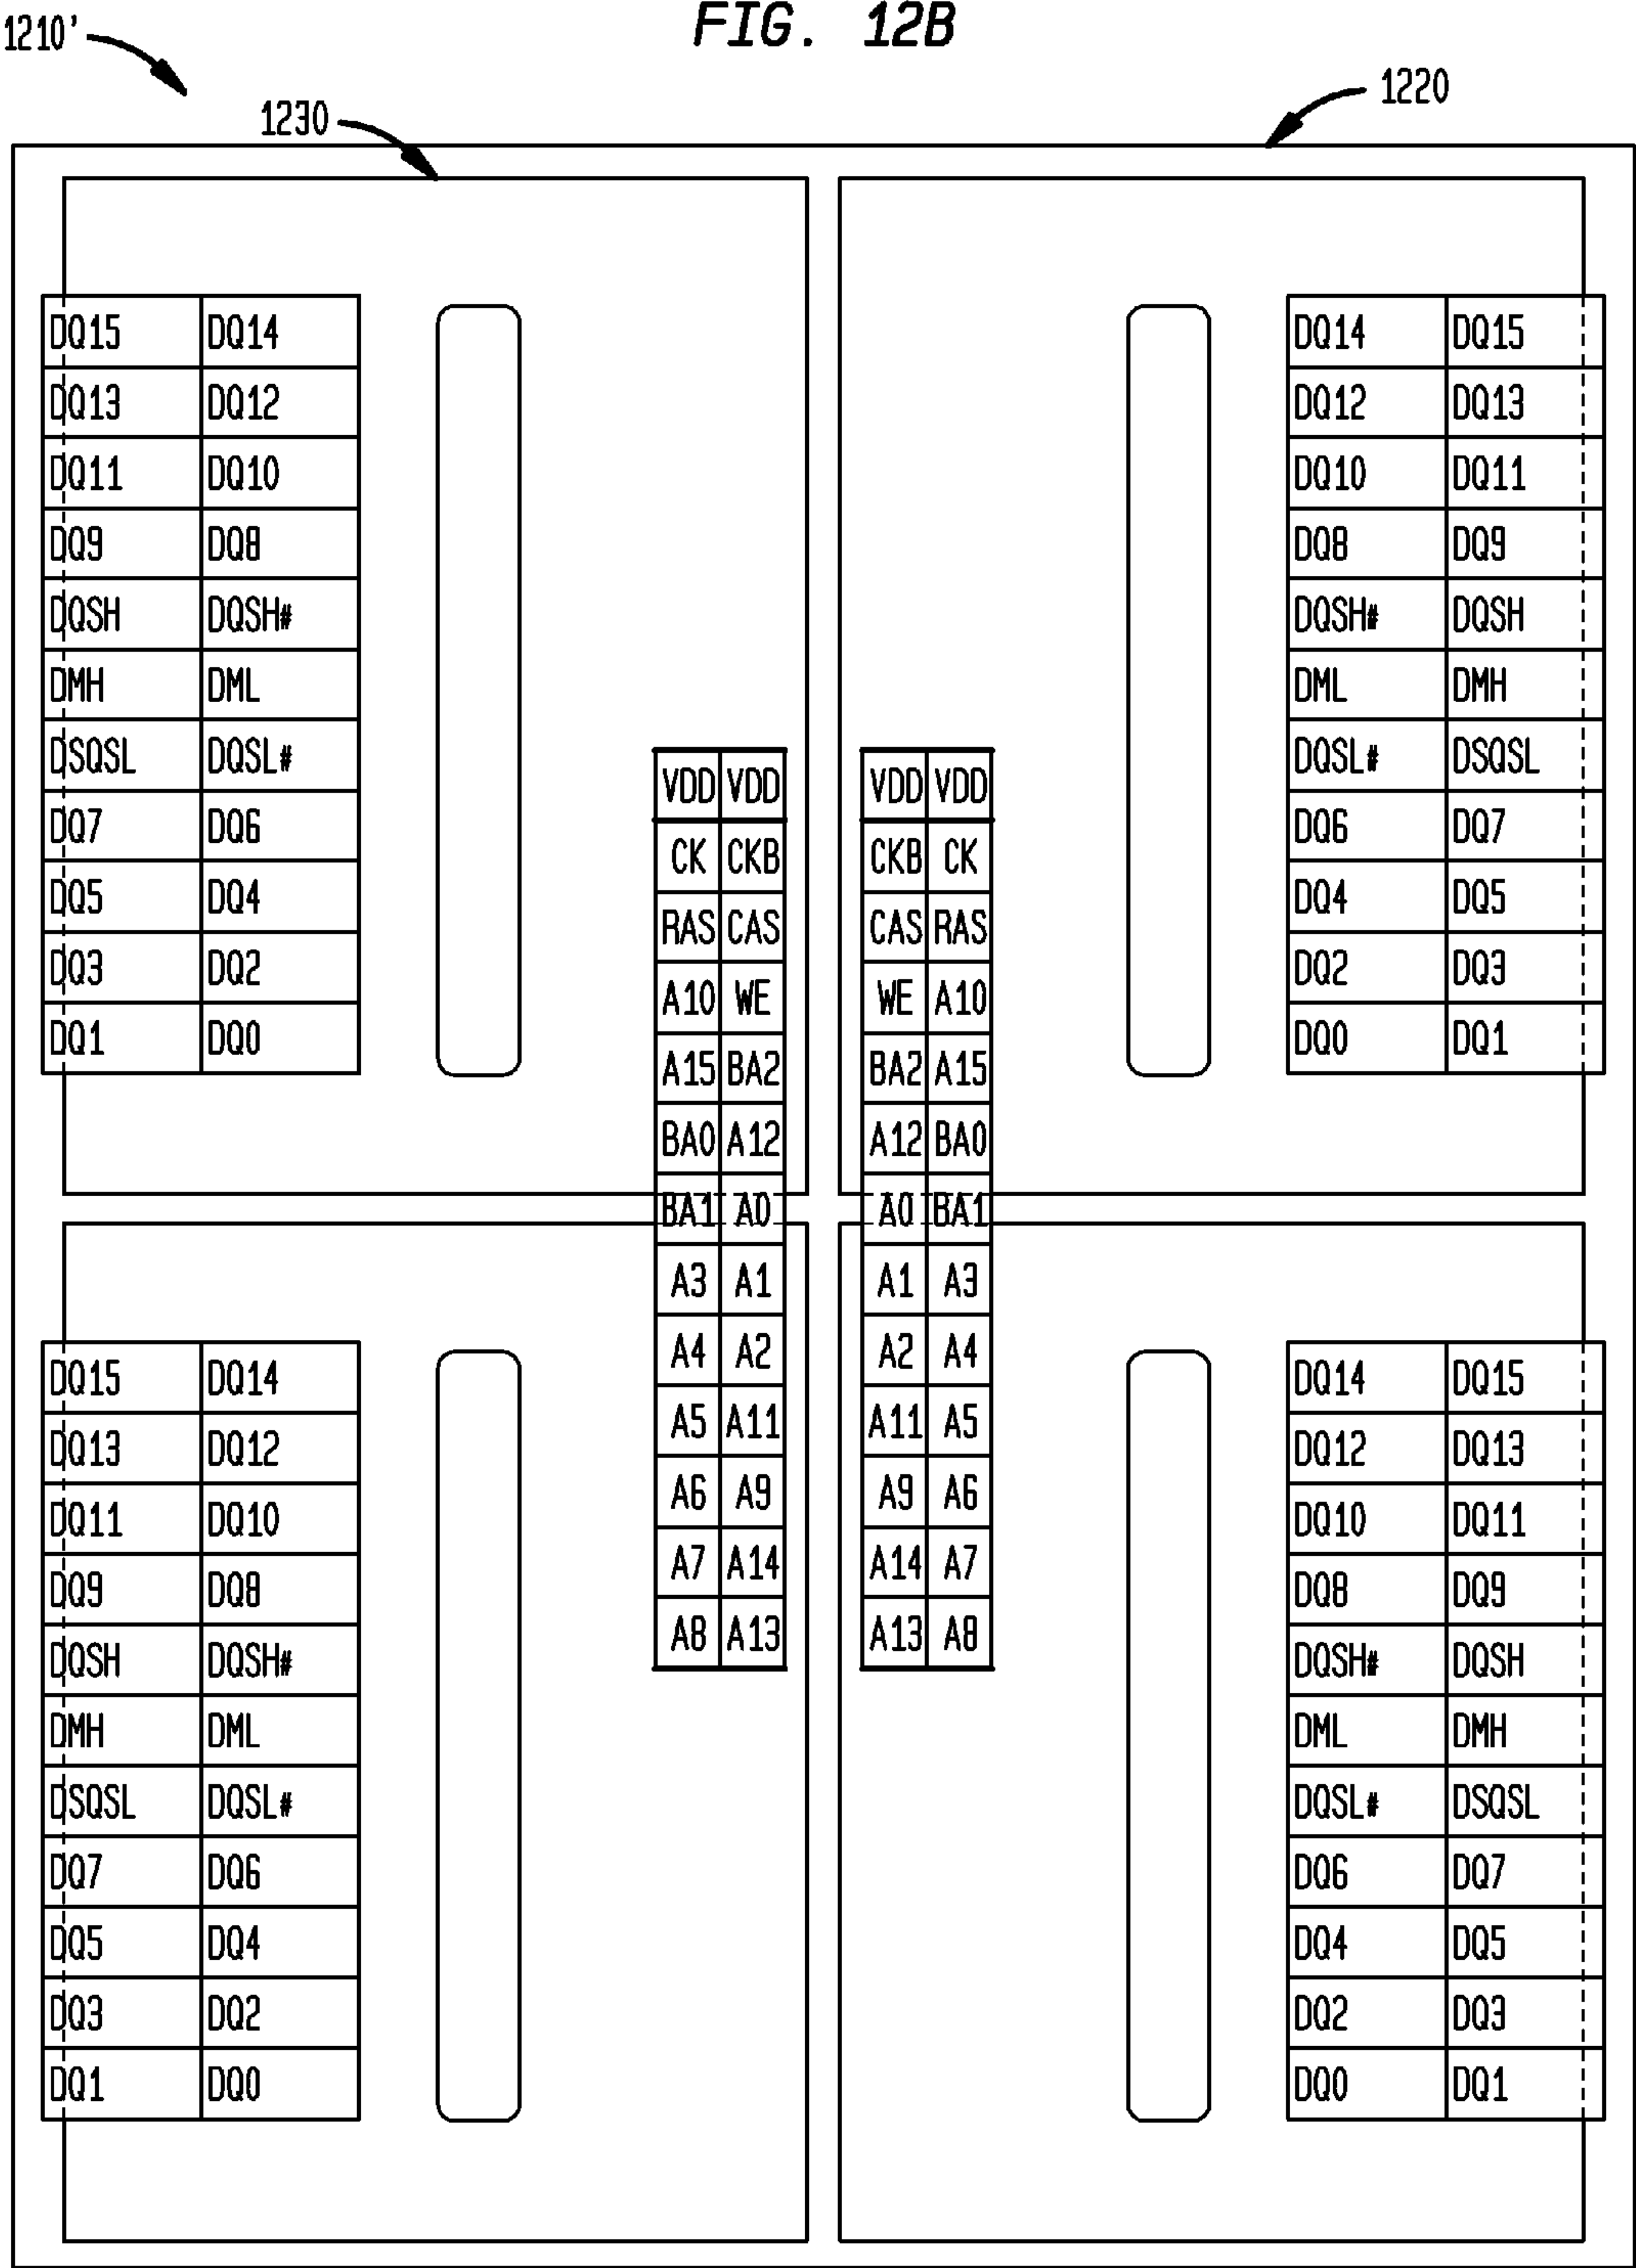 FIG. 12B
1210'
1220
1230
DQ15 DQ14 DQ14 DQ15
DQ13 DQ12 DQ12 DQ13
DQ11 DQ10 DQ10 DQ11
DQ9 DQ8 DQ8 DQ9
DQSH DQSH# DQSH# DQSH
DMH DML DML DMH
DSQSL DQSL# DQSL# DSQSL
VDD VDD VDD VDD
DQ7 DQ6 DQ6 DQ7
CK CKB CKB CK
DQ5 DQ4 DQ4 DQ5
RAS CAS CAS RAS
DQ3 DQ2 DQ2 DQ3
A10 WE WE A10
DQ1 DQ0 DQ0 DQ1
A15 BA2 BA2 A15
BA0 A12 A12 BA0
BA1 A0 A0 BA1
A3 A1 A1 A3
A4 A2 A2 A4
DQ15 DQ14 DQ14 DQ15
A5 A11 A11 A5
DQ13 DQ12 DQ12 DQ13
A6 A9 A9 A6
DQ11 DQ10 DQ10 DQ11
A7 A14 A14 A7
DQ9 DQ8 DQ8 DQ9
A8 A13 A13 A8
DQSH DQSH# DQSH# DQSH
DMH DML DML DMH
DSQSL DQSL# DQSL# DSQSL
DQ7 DQ6 DQ6 DQ7
DQ5 DQ4 DQ4 DQ5
DQ3 DQ2 DQ2 DQ3
DQ1 DQ0 DQ0 DQ1